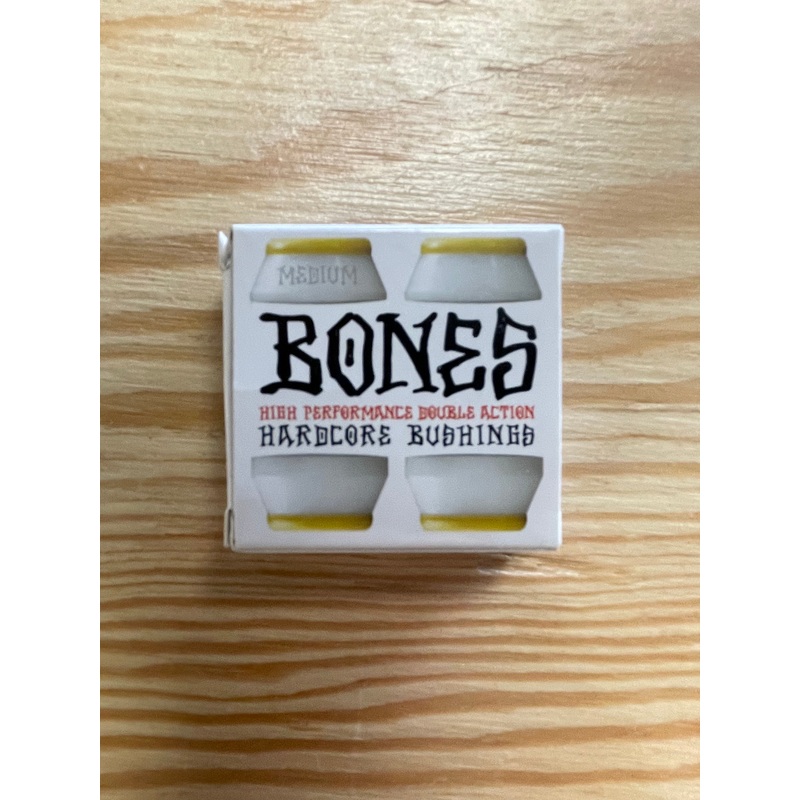 MEDIUM
BONES
HIGH PERFORMANCE DOUBLE ACTION
HARDCORE BUSHINGS